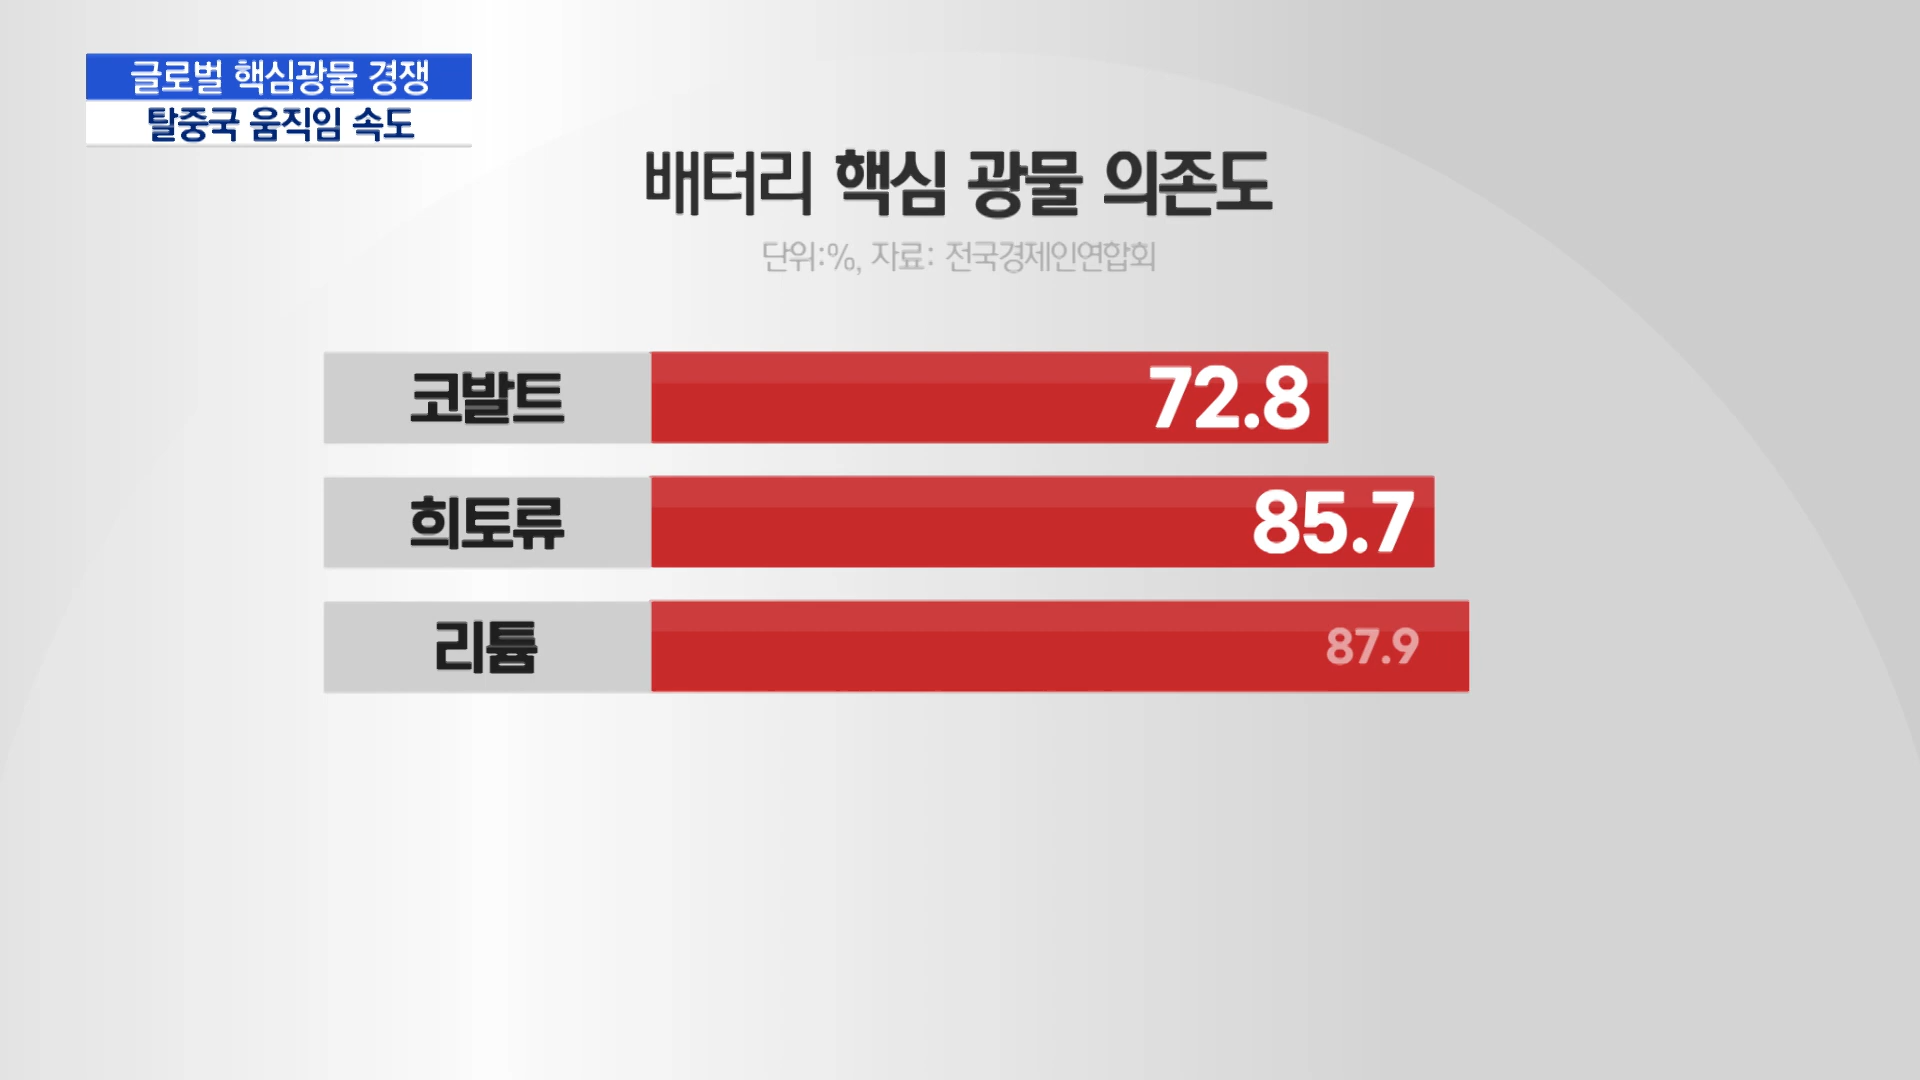 글로벌 핵심광물 경쟁
탈중국 움직임 속도
배터리 핵심 광물 의존도
단위:%, 자료: 전국경제인연합회
코발트 72.8
희토류 85.7
리튬 87.9